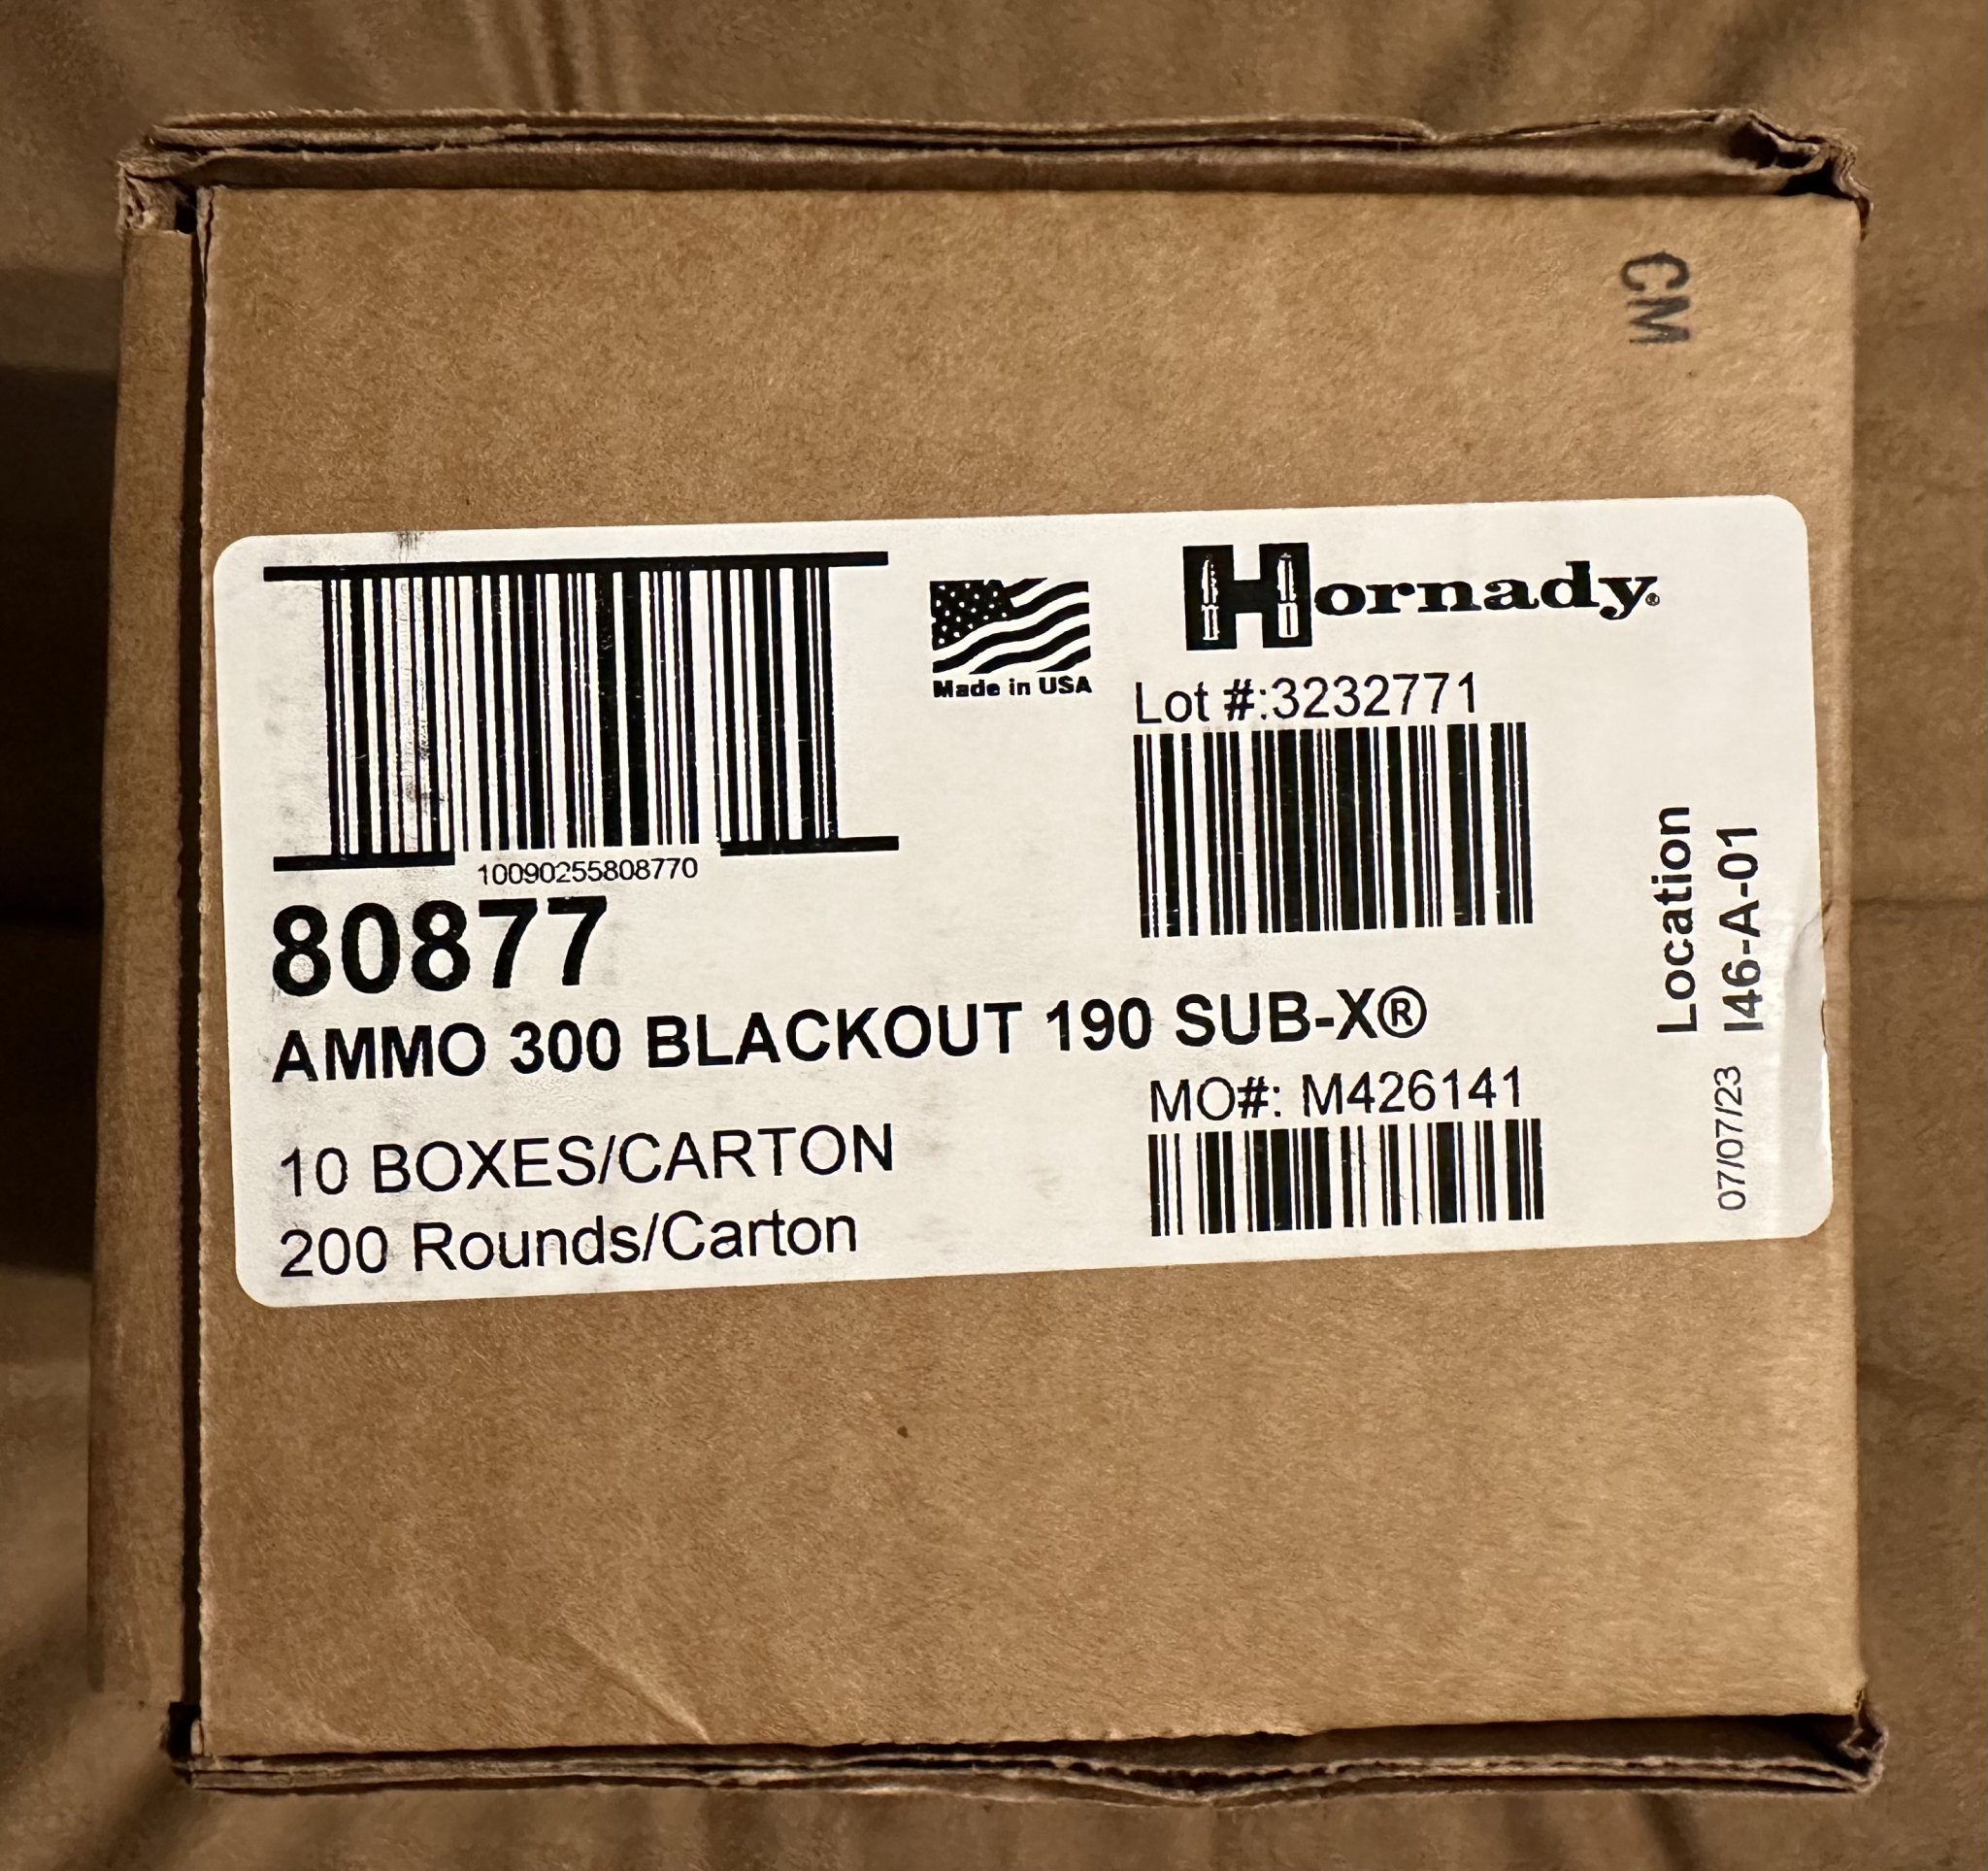 CM
Hornady®
Made in USA
Lot #:3232771
10090255808770
80877
AMMO 300 BLACKOUT 190 SUB-X®
MO#: M426141
10 BOXES/CARTON
200 Rounds/Carton
Location
I46-A-01
07/07/23